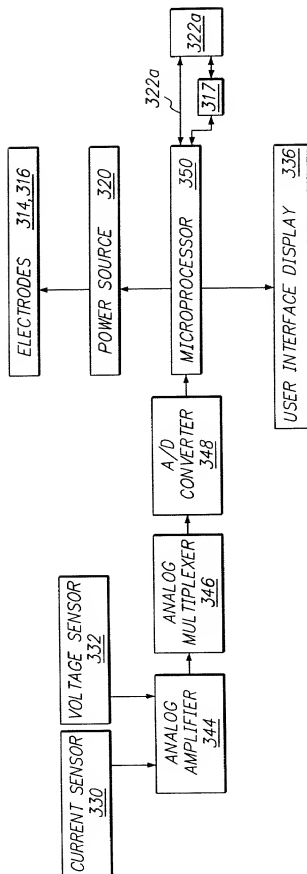 CURRENT SENSOR
330
VOLTAGE SENSOR
332
ANALOG
AMPLIFIER
344
ANALOG
MULTIPLEXER
346
A/D
CONVERTER
348
ELECTRODES 314,316
POWER SOURCE 320
MICROPROCESSOR 350
USER INTERFACE DISPLAY 336
322a
322a
317